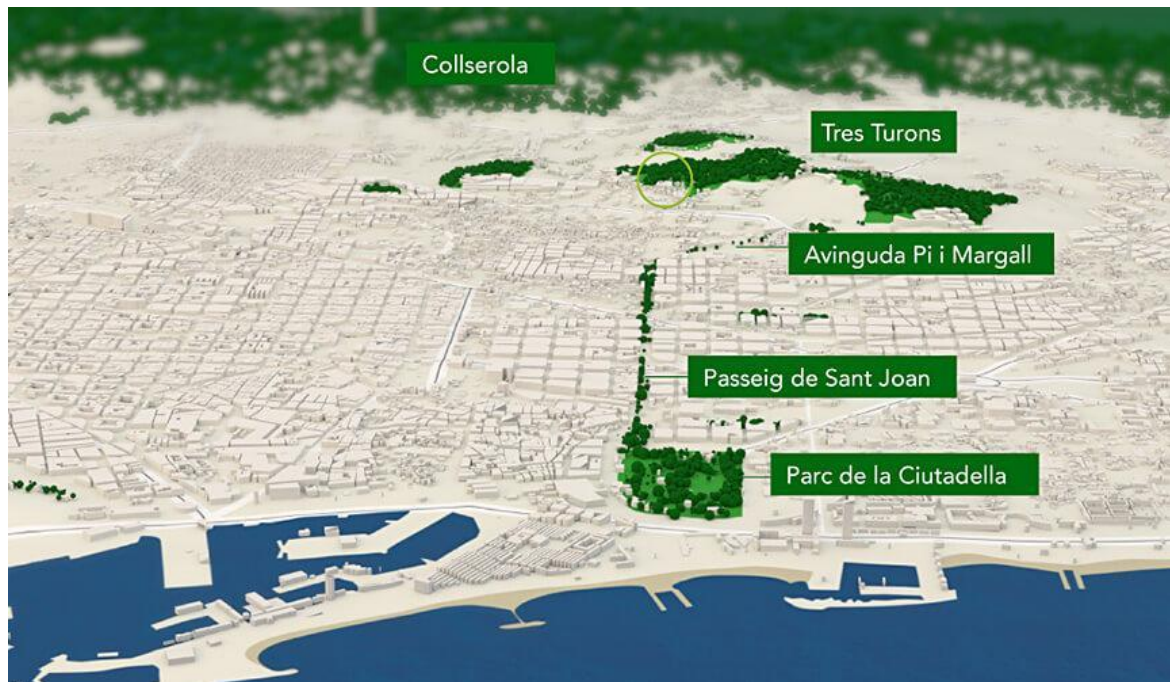 Collserola
Tres Turons
Avinguda Pi i Margall
Passeig de Sant Joan
Parc de la Ciutadella